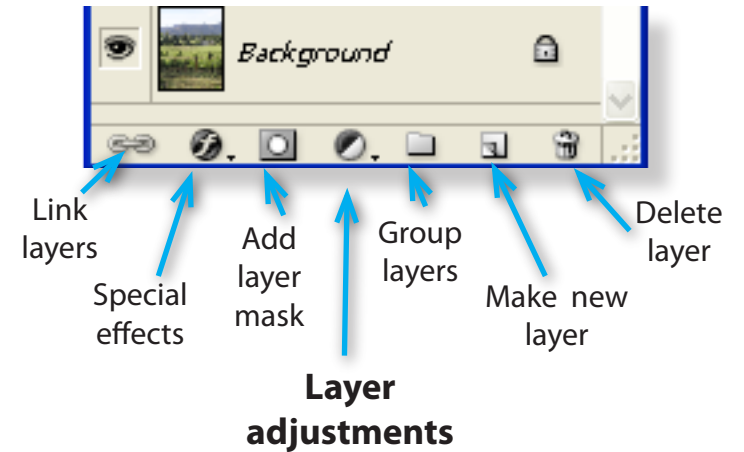 Background
Link
layers
Special
effects
Add
layer
mask
Layer
adjustments
Group
layers
Make new
layer
Delete
layer